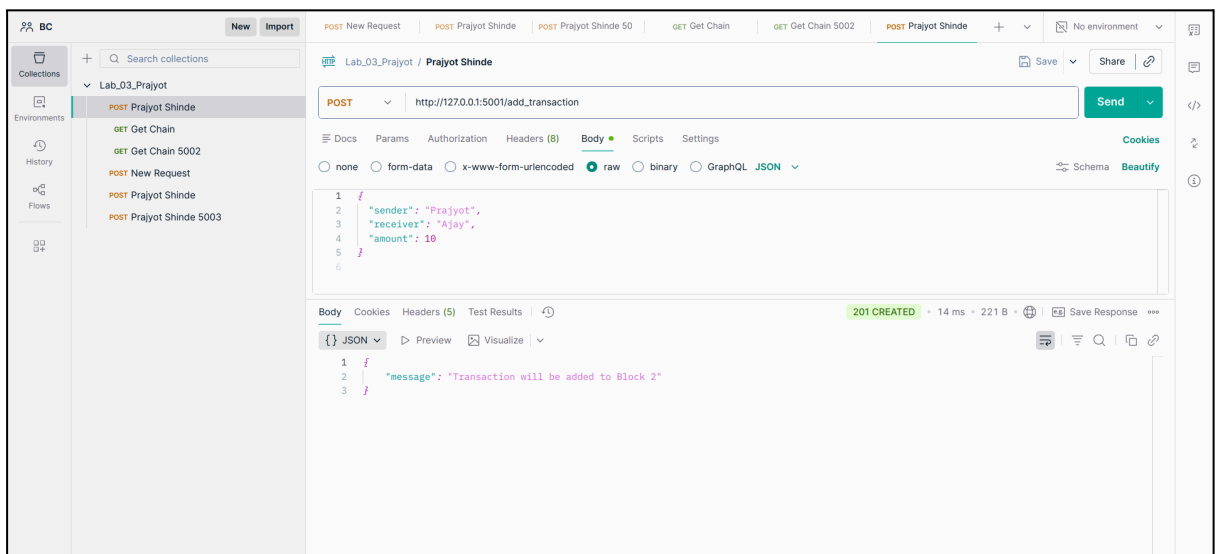 BC New Import POST New Request POST Prajyot Shinde POST Prajyot Shinde 50 GET Get Chain GET Get Chain 5002 POST Prajyot Shinde No environment
Collections
Environments
History
Flows
Search collections
Lab_03_Prajyot
POST Prajyot Shinde
GET Get Chain
GET Get Chain 5002
POST New Request
POST Prajyot Shinde
POST Prajyot Shinde 5003
HTTP Lab_03_Prajyot / Prajyot Shinde Save Share
POST http://127.0.0.1:5001/add_transaction Send
Docs Params Authorization Headers (8) Body Scripts Settings Cookies
none form-data x-www-form-urlencoded raw binary GraphQL JSON Schema Beautify
1 {
2 "sender": "Prajyot",
3 "receiver": "Ajay",
4 "amount": 10
5 }
6
Body Cookies Headers (5) Test Results 201 CREATED • 14 ms • 221 B • e.g. Save Response
{} JSON Preview Visualize
1 {
2 "message": "Transaction will be added to Block 2"
3 }